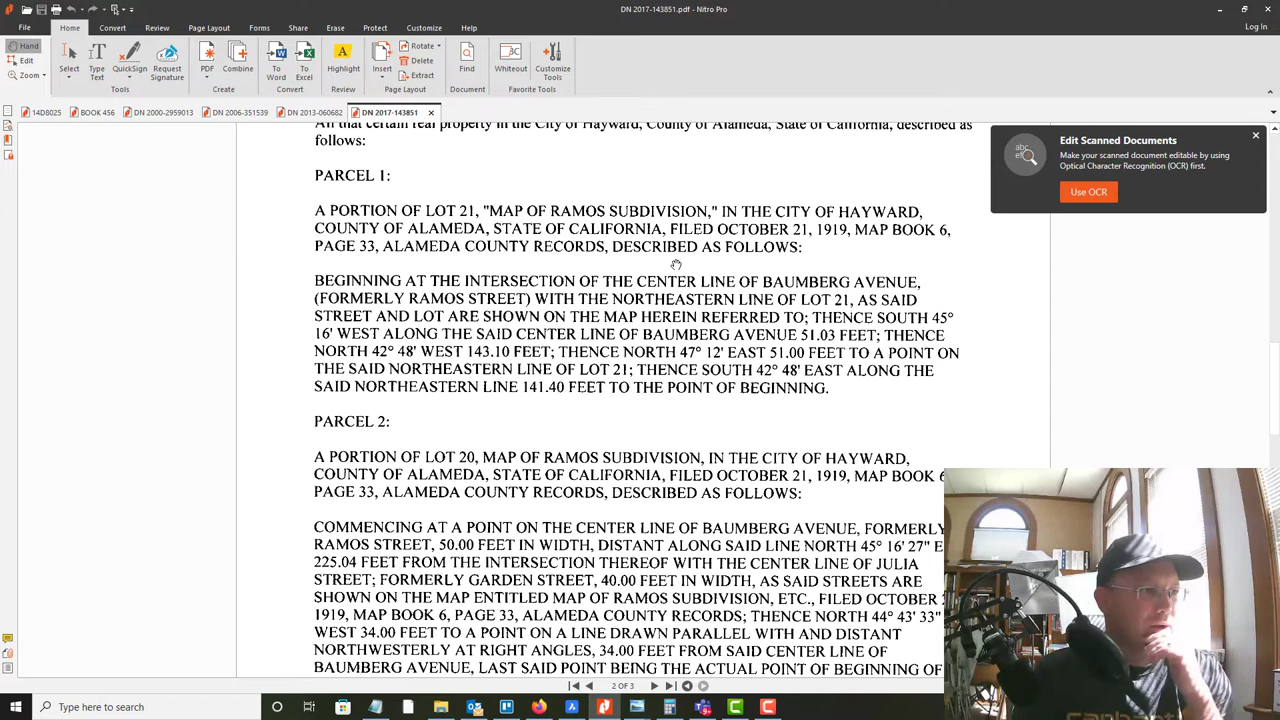 DN 2017-143851.pdf - Nitro Pro
File Home Convert Review Page Layout Forms Share Erase Protect Customize Help Log In
Hand
Edit
Zoom
Select
Type Text
QuickSign
Request Signature
Tools
PDF
Combine
Create
To Word
To Excel
Convert
Highlight
Review
Insert
Rotate
Delete
Extract
Page Layout
Find
Document
Whiteout
Customize Tools
Favorite Tools
14D8025 BOOK 456 DN 2000-2959013 DN 2006-351539 DN 2013-060682 DN 2017-143851
Edit Scanned Documents
Make your scanned document editable by using
Optical Character Recognition (OCR) first.
Use OCR
All that certain real property in the City of Hayward, County of Alameda, State of California, described as
follows:
PARCEL 1:
A PORTION OF LOT 21, "MAP OF RAMOS SUBDIVISION," IN THE CITY OF HAYWARD,
COUNTY OF ALAMEDA, STATE OF CALIFORNIA, FILED OCTOBER 21, 1919, MAP BOOK 6,
PAGE 33, ALAMEDA COUNTY RECORDS, DESCRIBED AS FOLLOWS:
BEGINNING AT THE INTERSECTION OF THE CENTER LINE OF BAUMBERG AVENUE,
(FORMERLY RAMOS STREET) WITH THE NORTHEASTERN LINE OF LOT 21, AS SAID
STREET AND LOT ARE SHOWN ON THE MAP HEREIN REFERRED TO; THENCE SOUTH 45°
16' WEST ALONG THE SAID CENTER LINE OF BAUMBERG AVENUE 51.03 FEET; THENCE
NORTH 42° 48' WEST 143.10 FEET; THENCE NORTH 47° 12' EAST 51.00 FEET TO A POINT ON
THE SAID NORTHEASTERN LINE OF LOT 21; THENCE SOUTH 42° 48' EAST ALONG THE
SAID NORTHEASTERN LINE 141.40 FEET TO THE POINT OF BEGINNING.
PARCEL 2:
A PORTION OF LOT 20, MAP OF RAMOS SUBDIVISION, IN THE CITY OF HAYWARD,
COUNTY OF ALAMEDA, STATE OF CALIFORNIA, FILED OCTOBER 21, 1919, MAP BOOK 6
PAGE 33, ALAMEDA COUNTY RECORDS, DESCRIBED AS FOLLOWS:
COMMENCING AT A POINT ON THE CENTER LINE OF BAUMBERG AVENUE, FORMERLY
RAMOS STREET, 50.00 FEET IN WIDTH, DISTANT ALONG SAID LINE NORTH 45° 16' 27" E
225.04 FEET FROM THE INTERSECTION THEREOF WITH THE CENTER LINE OF JULIA
STREET; FORMERLY GARDEN STREET, 40.00 FEET IN WIDTH, AS SAID STREETS ARE
SHOWN ON THE MAP ENTITLED MAP OF RAMOS SUBDIVISION, ETC., FILED OCTOBER 2
1919, MAP BOOK 6, PAGE 33, ALAMEDA COUNTY RECORDS; THENCE NORTH 44° 43' 33"
WEST 34.00 FEET TO A POINT ON A LINE DRAWN PARALLEL WITH AND DISTANT
NORTHWESTERLY AT RIGHT ANGLES, 34.00 FEET FROM SAID CENTER LINE OF
BAUMBERG AVENUE, LAST SAID POINT BEING THE ACTUAL POINT OF BEGINNING OF
2 OF 3
Type here to search